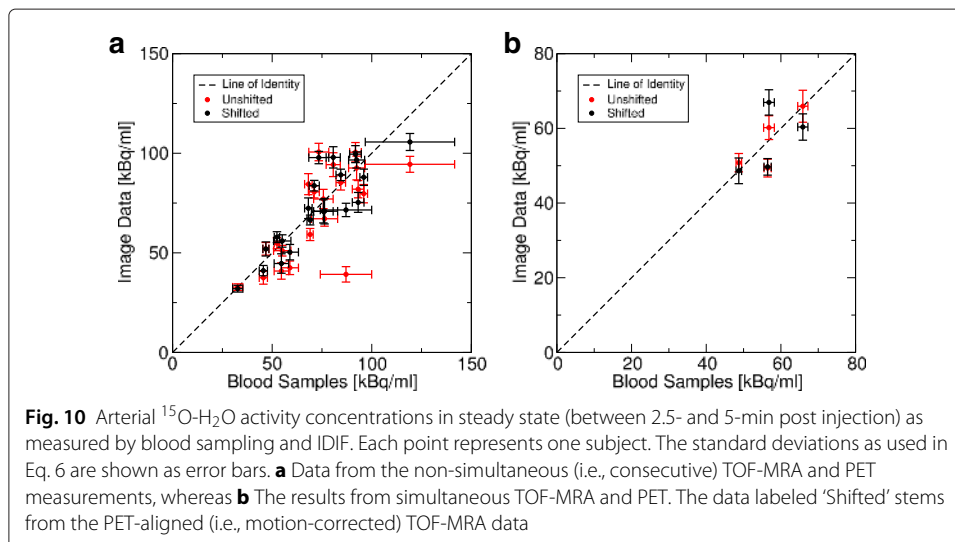 a
150
100
50
0
Image Data [kBq/ml]
Line of Identity
Unshifted
Shifted
0 50 100 150
Blood Samples [kBq/ml]
b
80
60
40
20
0
Image Data [kBq/ml]
Line of Identity
Unshifted
Shifted
0 20 40 60 80
Blood Samples [kBq/ml]
Fig. 10 Arterial ¹⁵O-H₂O activity concentrations in steady state (between 2.5- and 5-min post injection) as
measured by blood sampling and IDIF. Each point represents one subject. The standard deviations as used in
Eq. 6 are shown as error bars. a Data from the non-simultaneous (i.e., consecutive) TOF-MRA and PET
measurements, whereas b The results from simultaneous TOF-MRA and PET. The data labeled ‘Shifted’ stems
from the PET-aligned (i.e., motion-corrected) TOF-MRA data